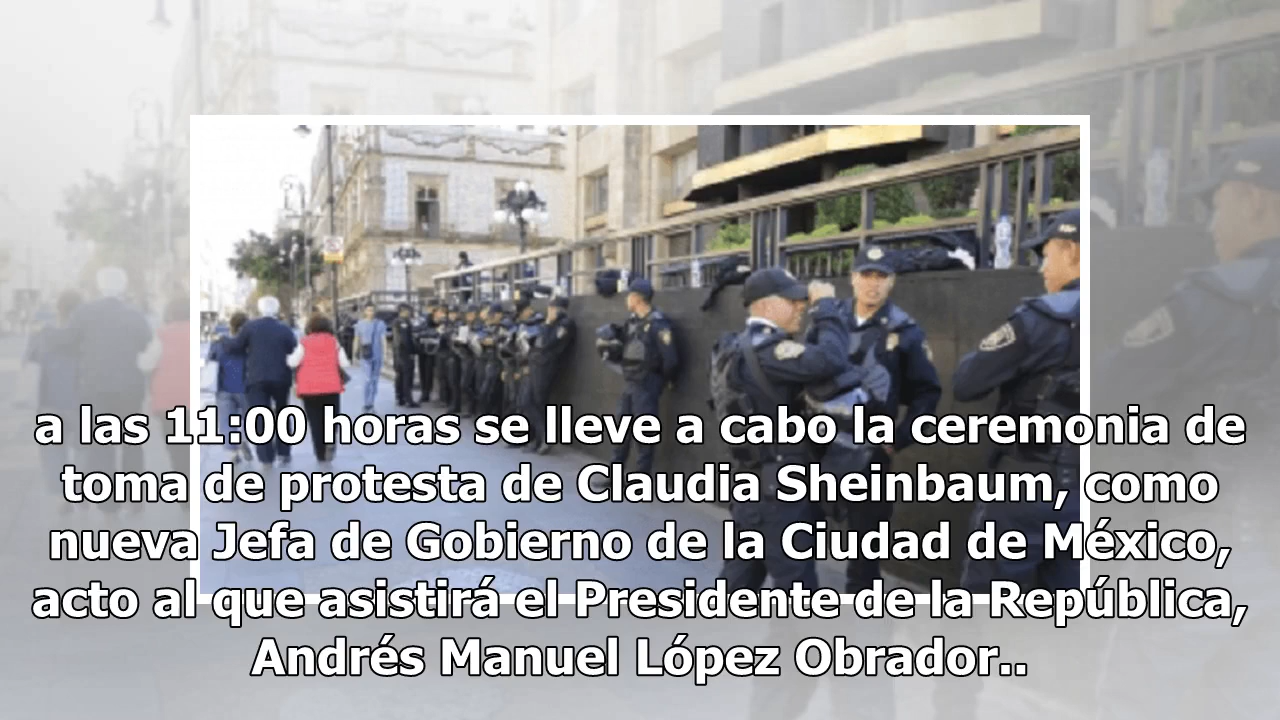 a las 11:00 horas se lleve a cabo la ceremonia de
toma de protesta de Claudia Sheinbaum, como
nueva Jefa de Gobierno de la Ciudad de México,
acto al que asistirá el Presidente de la República,
Andrés Manuel López Obrador..